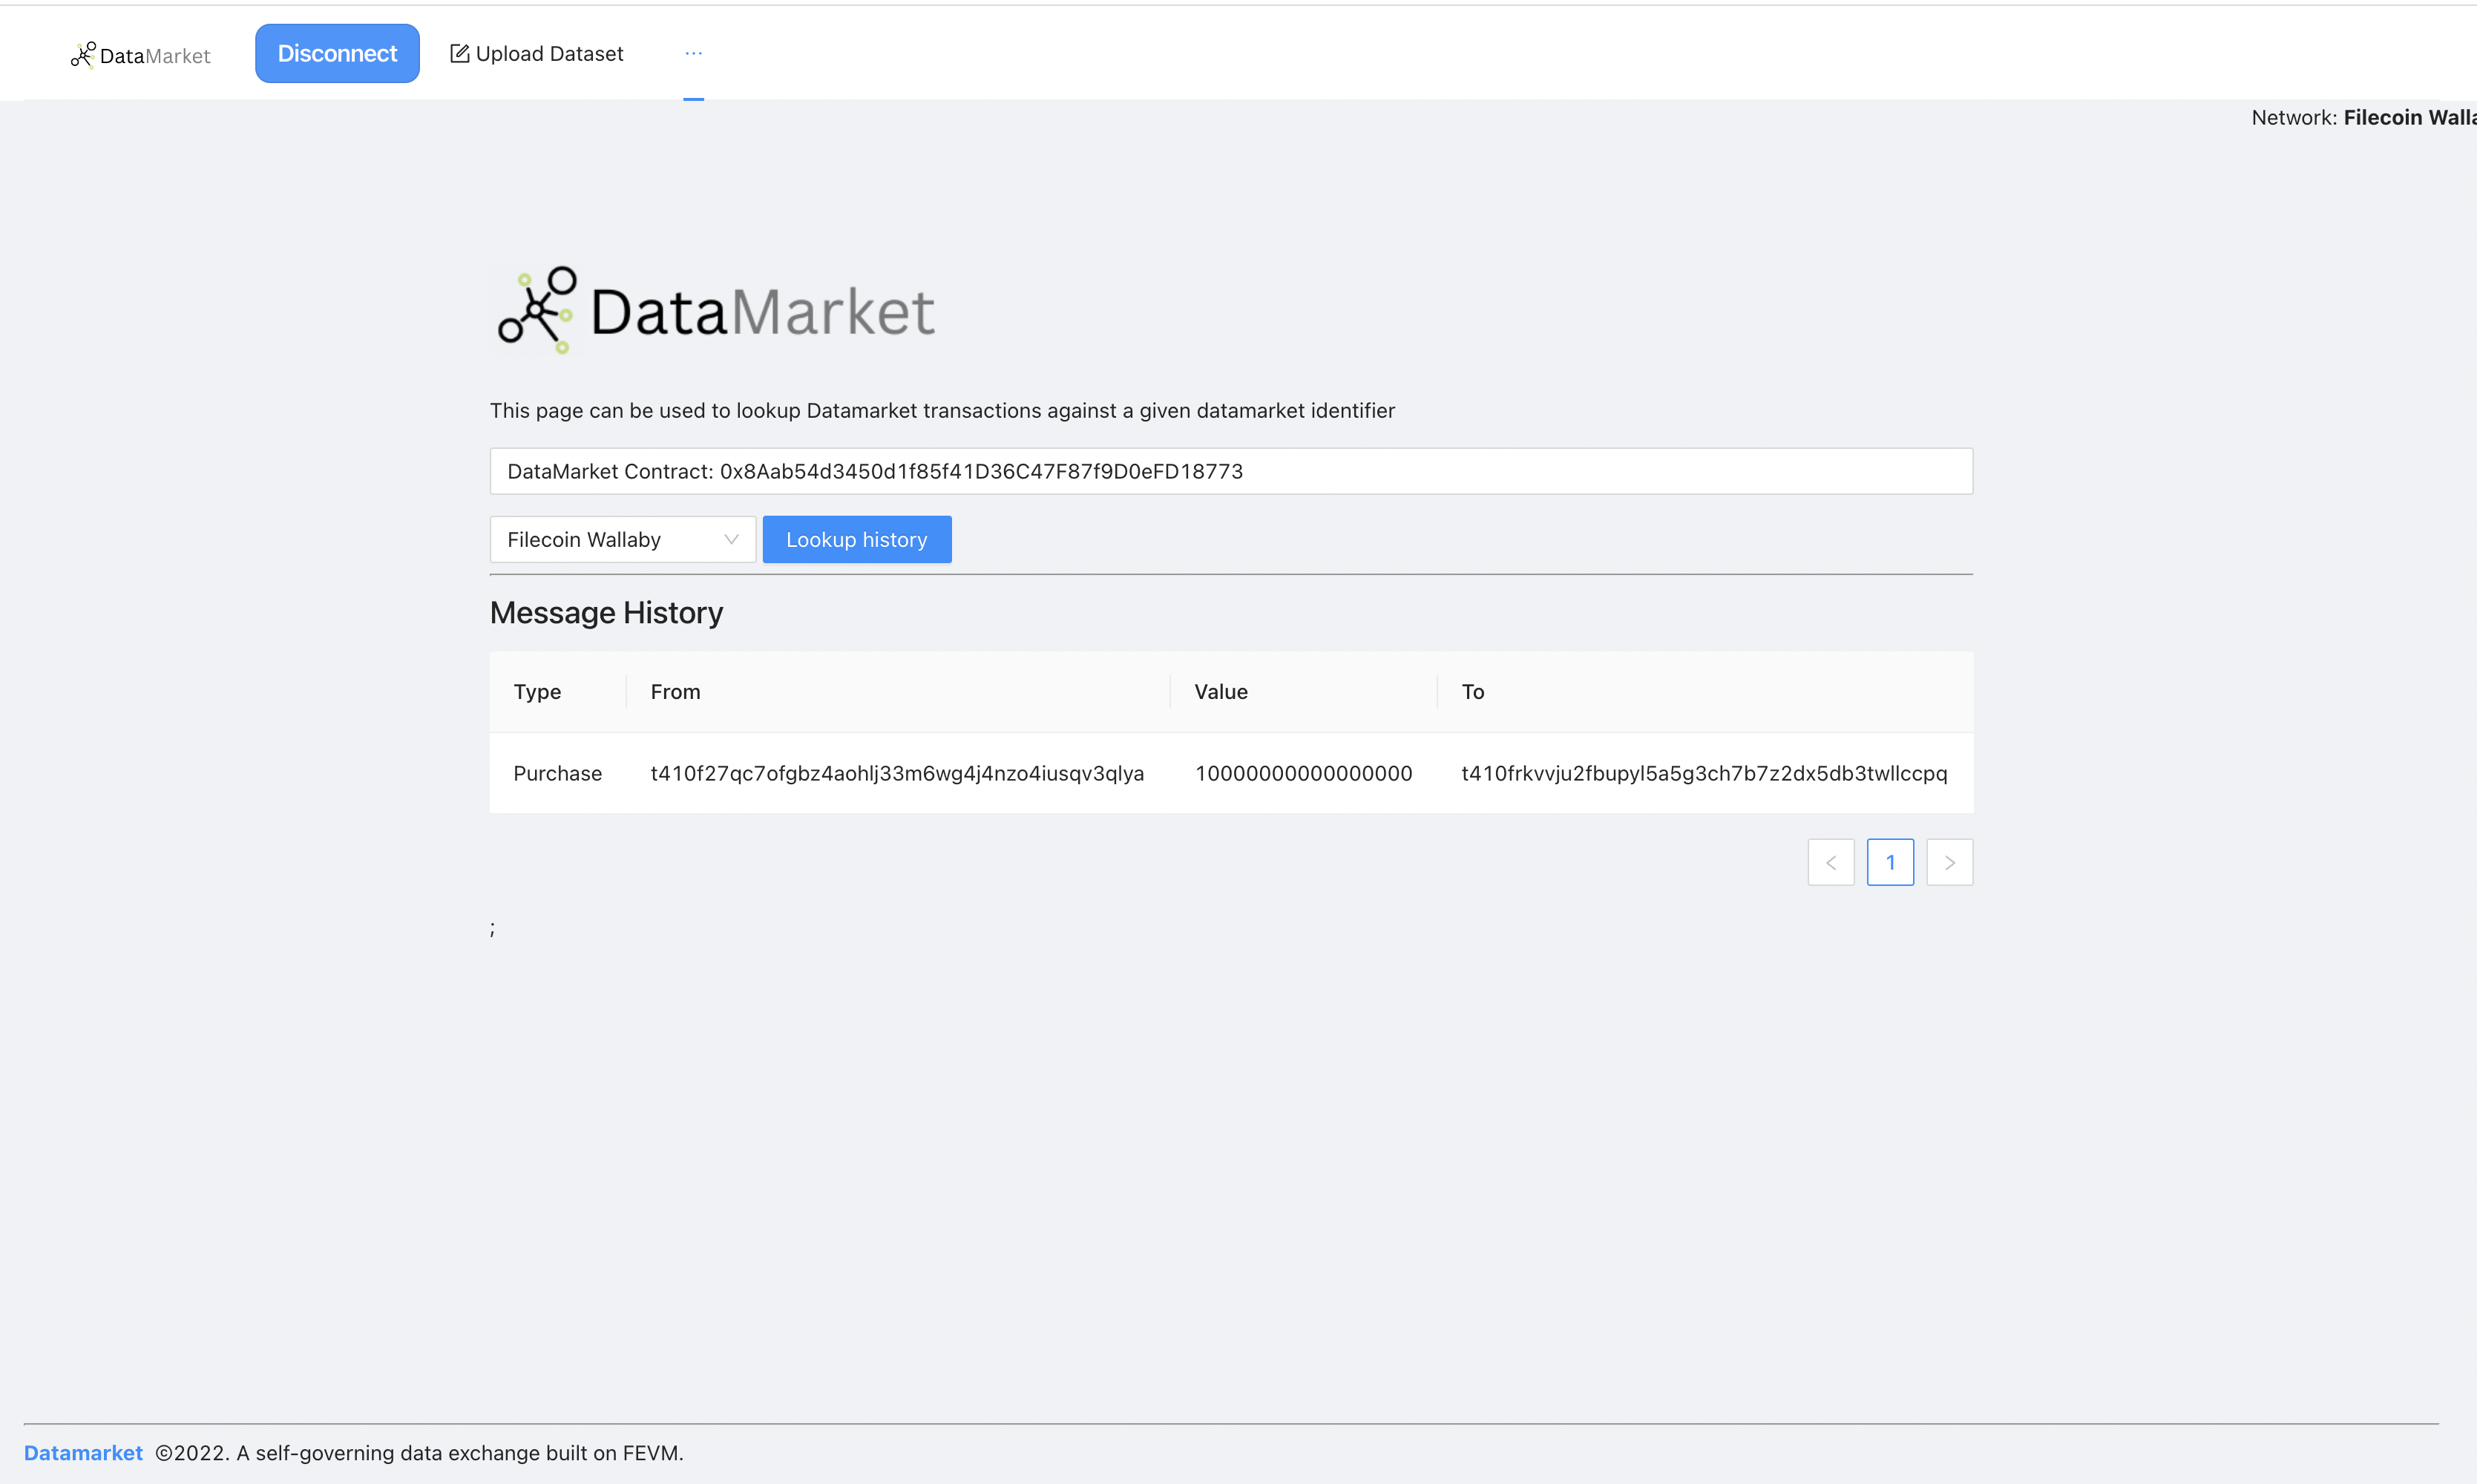 DataMarket Disconnect Upload Dataset ...
Network: Filecoin Walla
DataMarket
This page can be used to lookup Datamarket transactions against a given datamarket identifier
DataMarket Contract: 0x8Aab54d3450d1f85f41D36C47F87f9D0eFD18773
Filecoin Wallaby Lookup history
Message History
Type From Value To
Purchase t410f27qc7ofgbz4aohlj33m6wg4j4nzo4iusqv3qlya 10000000000000000 t410frkvvju2fbupyl5a5g3ch7b7z2dx5db3twllccpq
< 1 >
;
Datamarket ©2022. A self-governing data exchange built on FEVM.